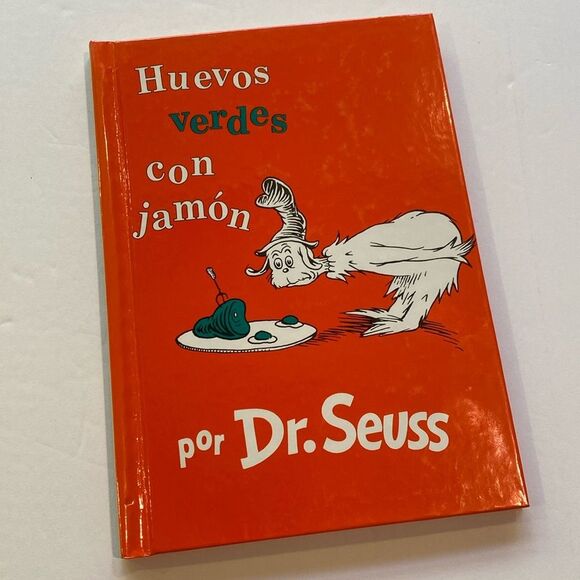 Huevos
verdes
con
jamón
por Dr. Seuss